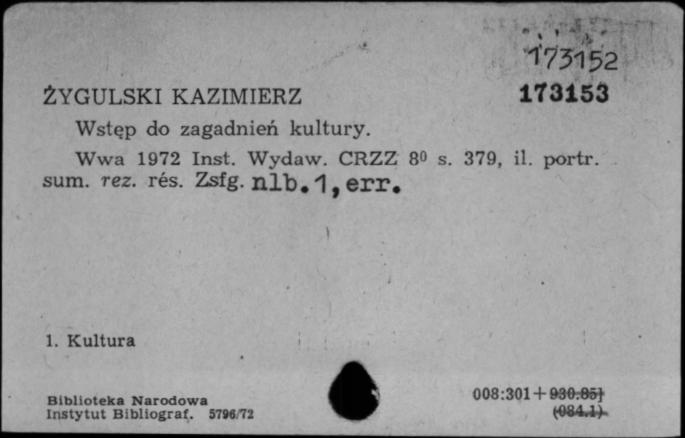 173152
ŻYGULSKI KAZIMIERZ 173153
Wstęp do zagadnień kultury.
Wwa 1972 Inst. Wydaw. CRZZ 8⁰ s. 379, il. portr.
sum. rez. rés. Zsfg. nlb.1, err.
1. Kultura
Biblioteka Narodowa
Instytut Bibliograf. 5796/72
008:301+930.85]
(084.1)